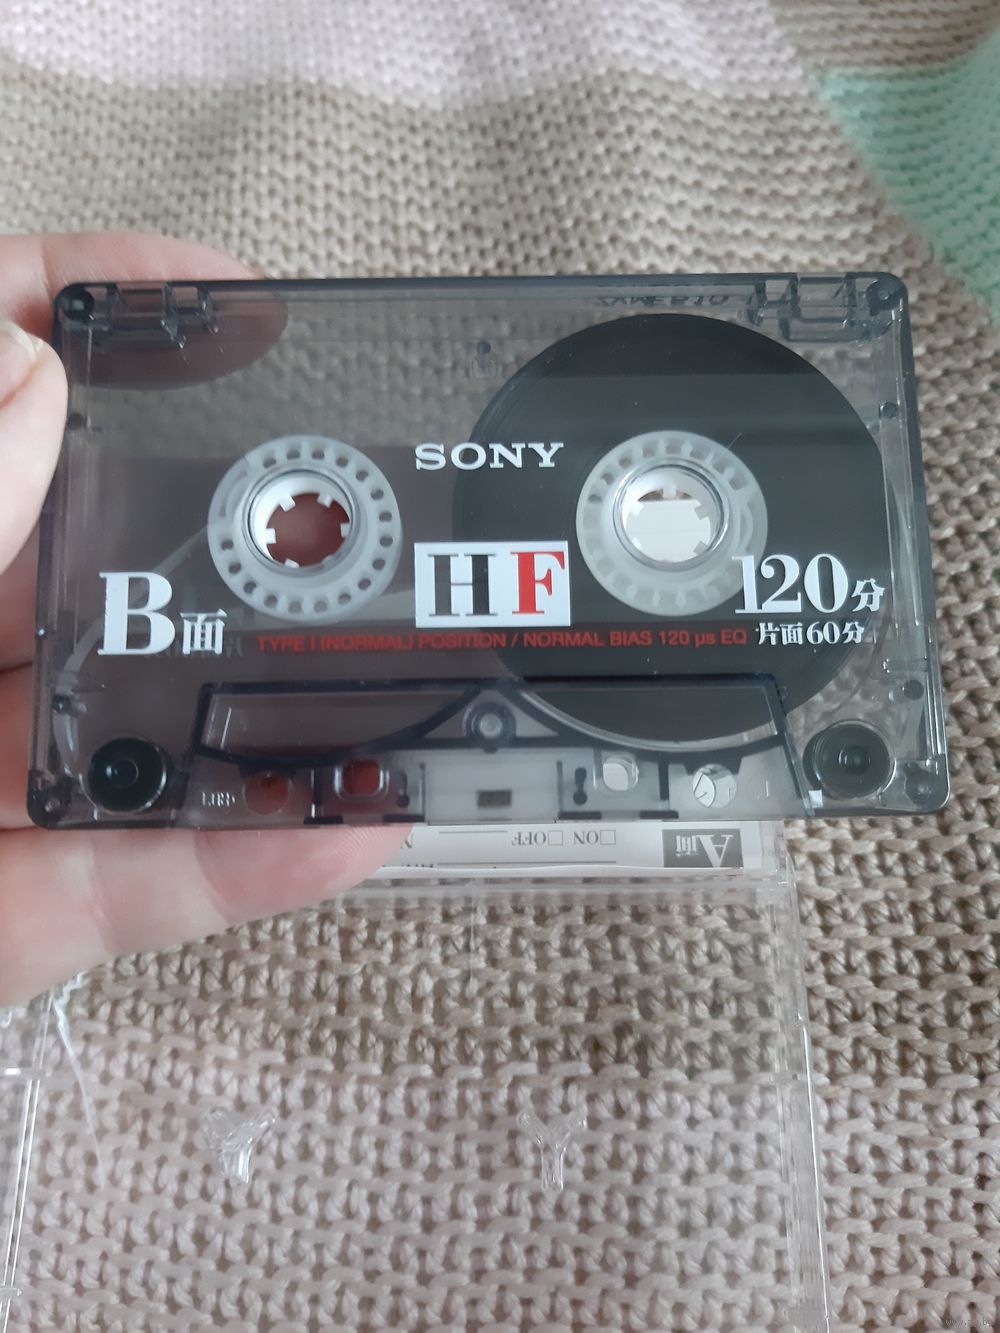 SONY
HF
B面
120分
TYPE I (NORMAL) POSITION / NORMAL BIAS 120 µs EQ
片面60分
A面
□ON □OFF